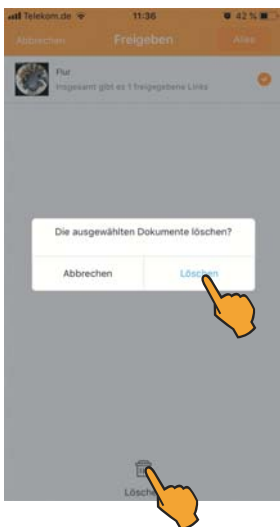 Telekom.de 11:36 42 %
Abbrechen Freigeben Alles
Flur
Insgesamt gibt es 1 freigegebene Links
Die ausgewählten Dokumente löschen?
Abbrechen Löschen
Lösche